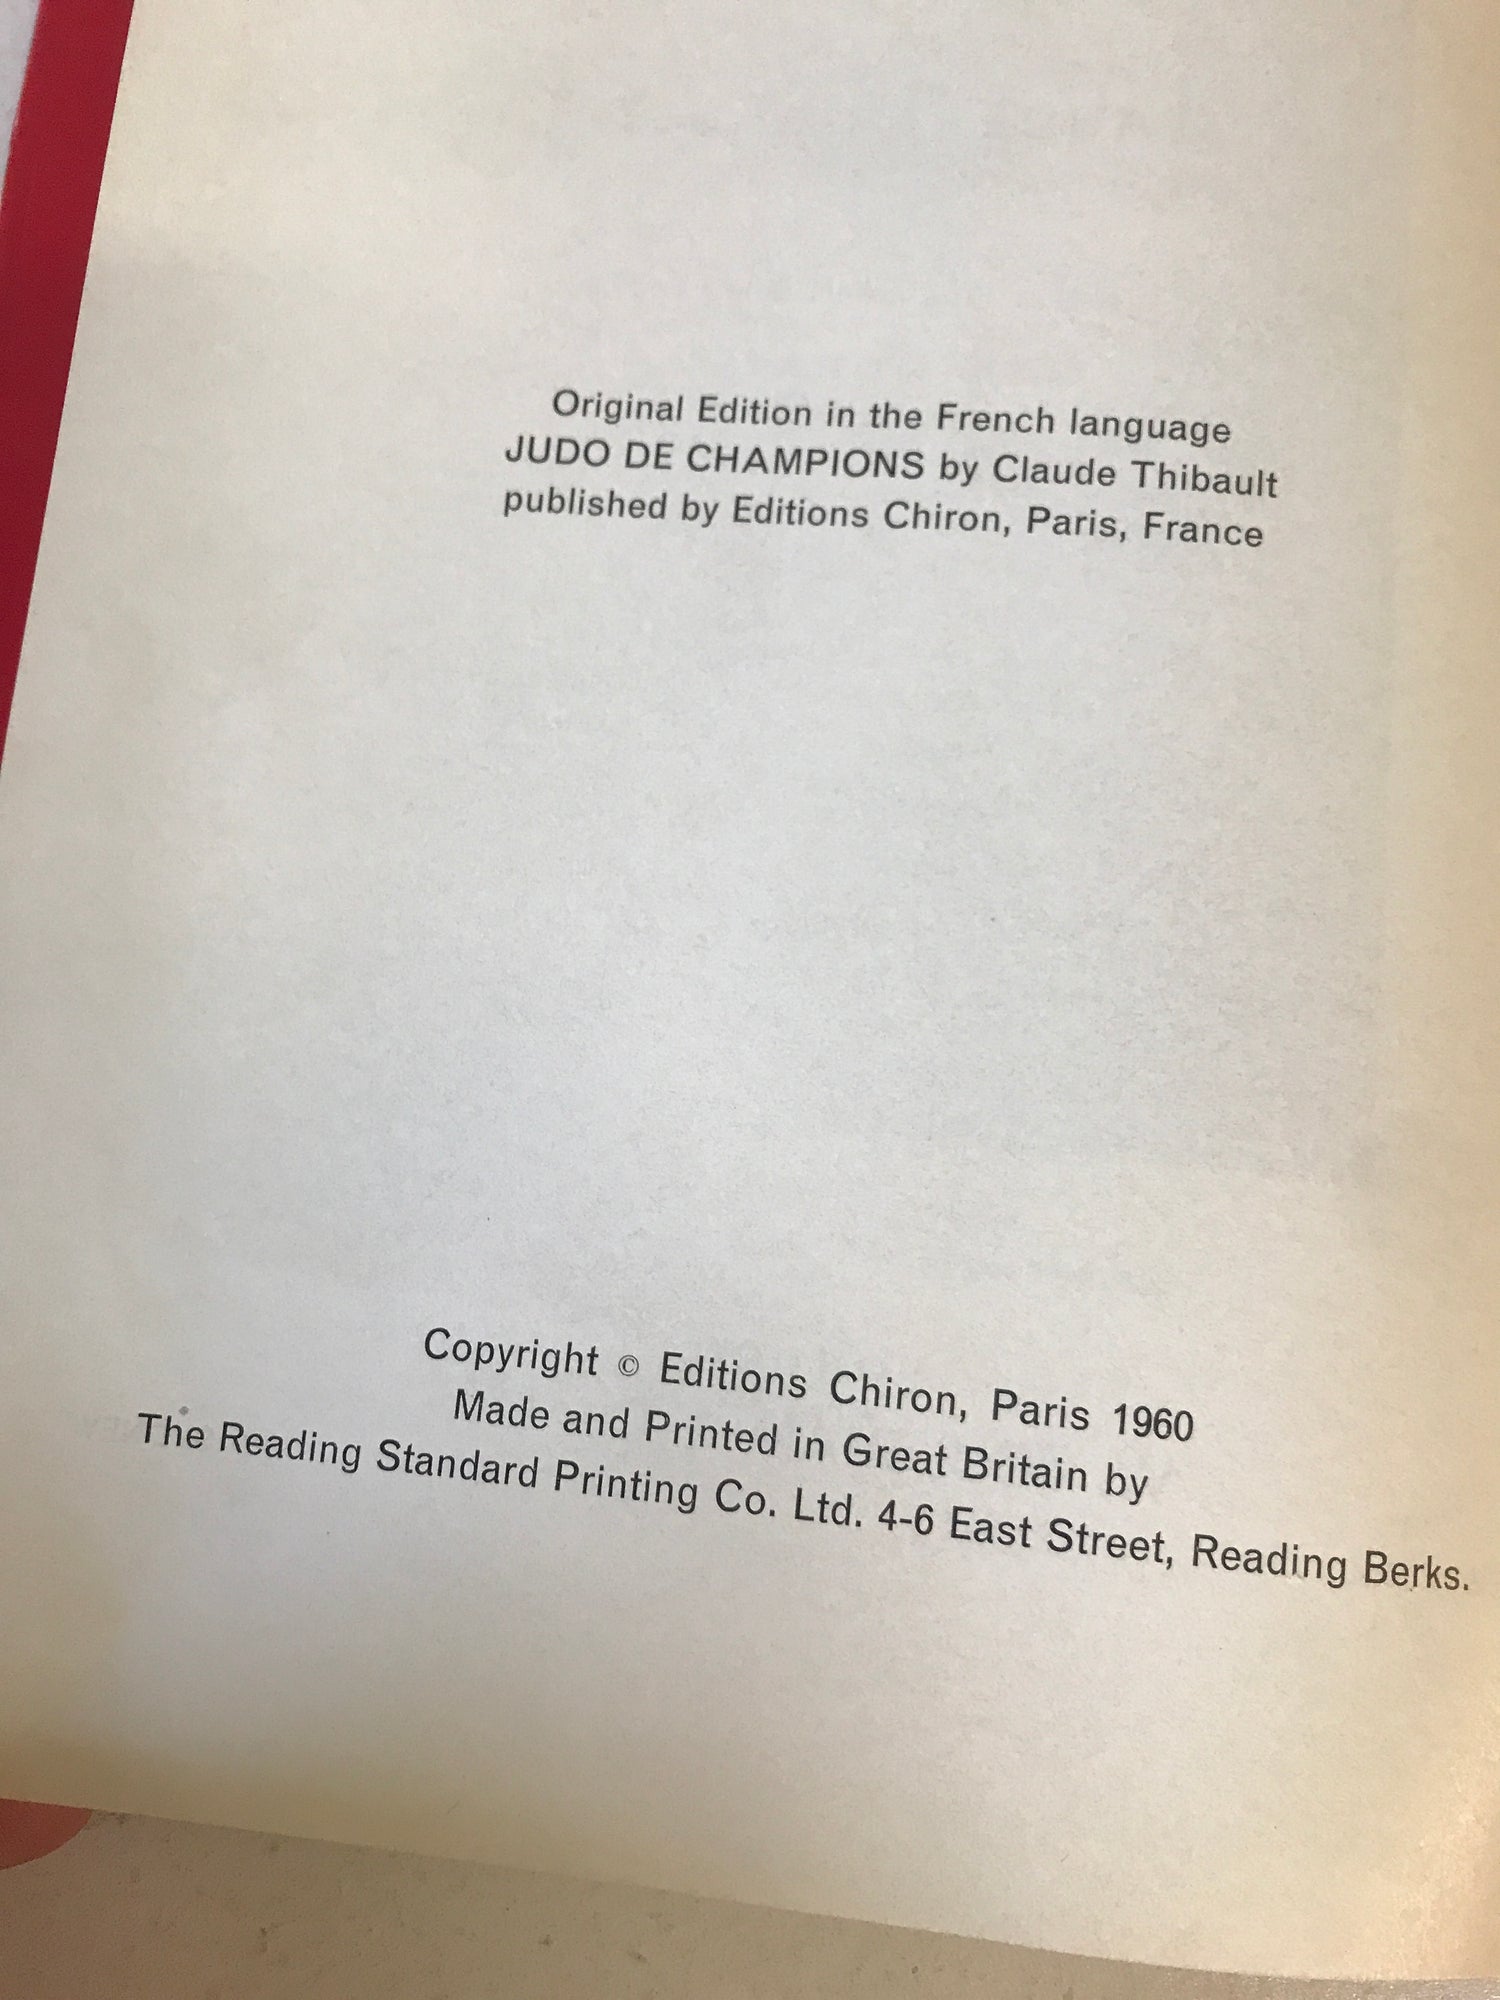 Original Edition in the French language
JUDO DE CHAMPIONS by Claude Thibault
published by Editions Chiron, Paris, France
Copyright © Editions Chiron, Paris 1960
Made and Printed in Great Britain by
The Reading Standard Printing Co. Ltd. 4-6 East Street, Reading Berks.